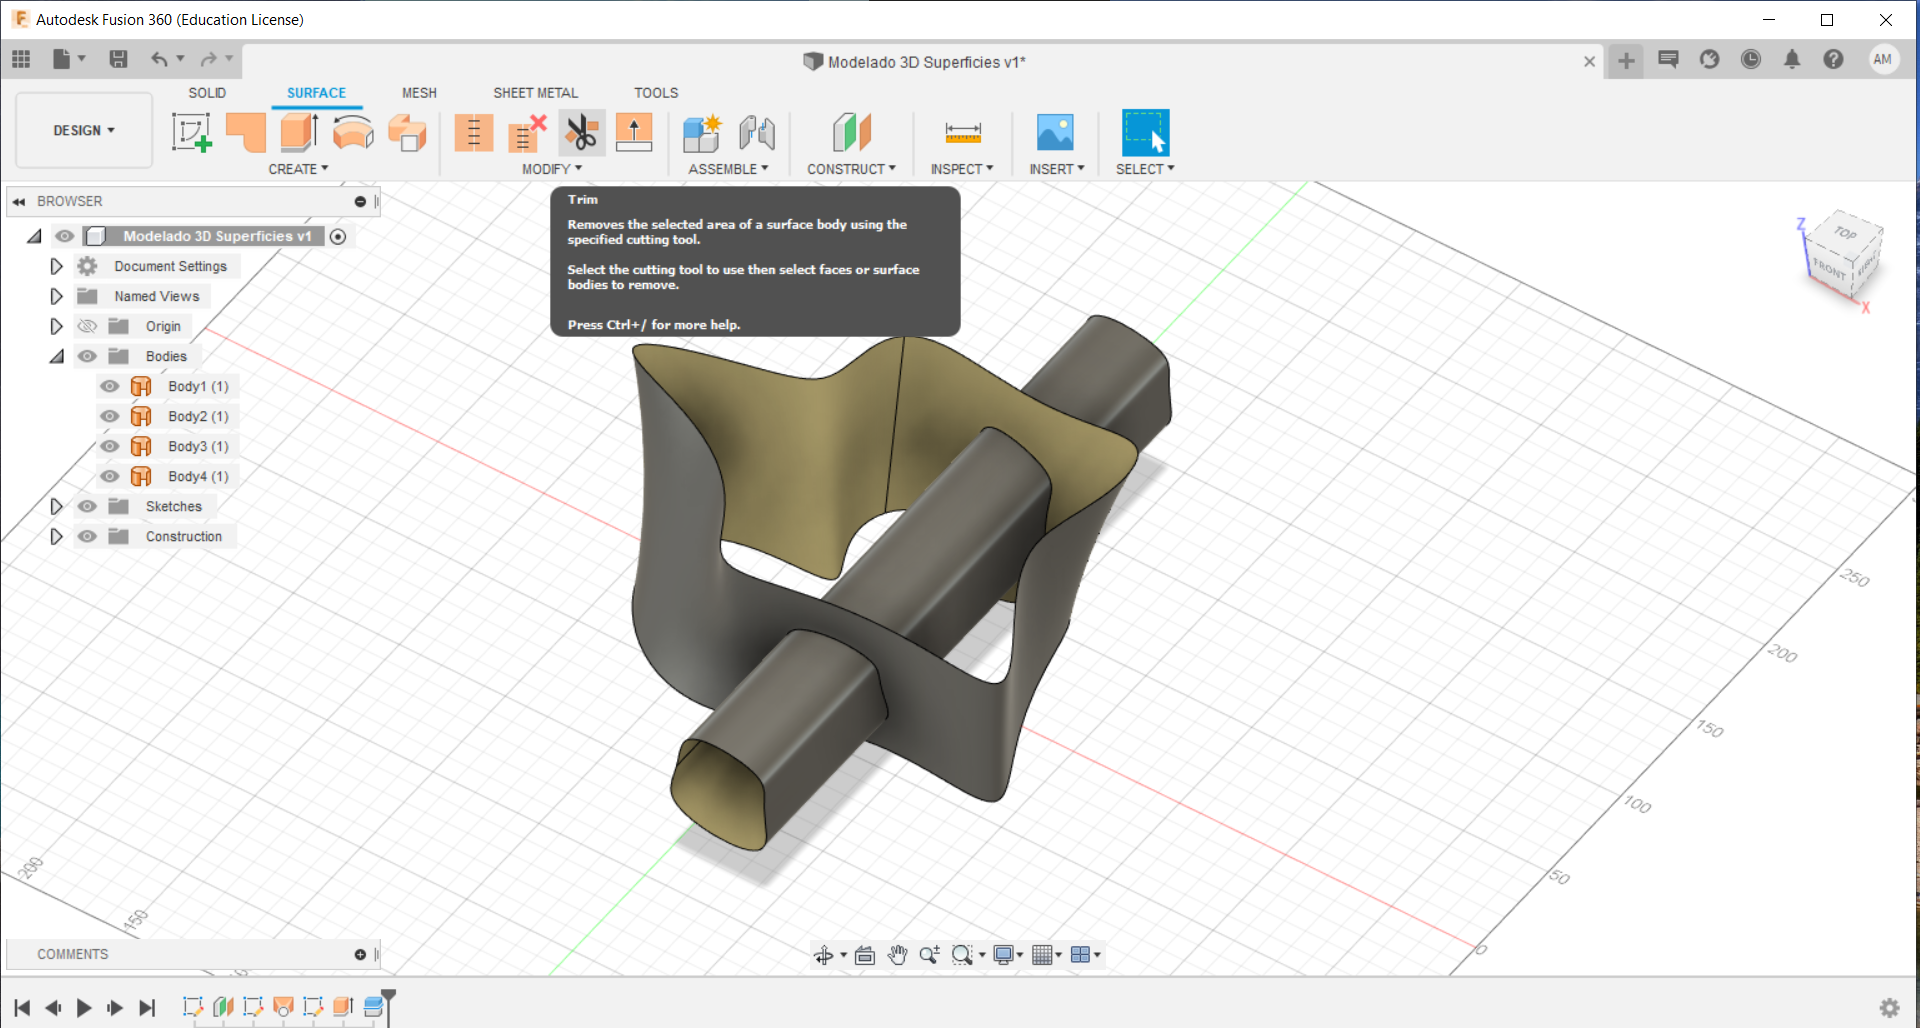 Autodesk Fusion 360 (Education License)
Modelado 3D Superficies v1*
AM
SOLID
SURFACE
MESH
SHEET METAL
TOOLS
DESIGN
CREATE
MODIFY
ASSEMBLE
CONSTRUCT
INSPECT
INSERT
SELECT
BROWSER
Modelado 3D Superficies v1
Document Settings
Named Views
Origin
Bodies
Body1 (1)
Body2 (1)
Body3 (1)
Body4 (1)
Sketches
Construction
Trim
Removes the selected area of a surface body using the
specified cutting tool.
Select the cutting tool to use then select faces or surface
bodies to remove.
Press Ctrl+/ for more help.
Z
TOP
FRONT
RIGHT
X
250
200
150
100
50
0
200
150
COMMENTS